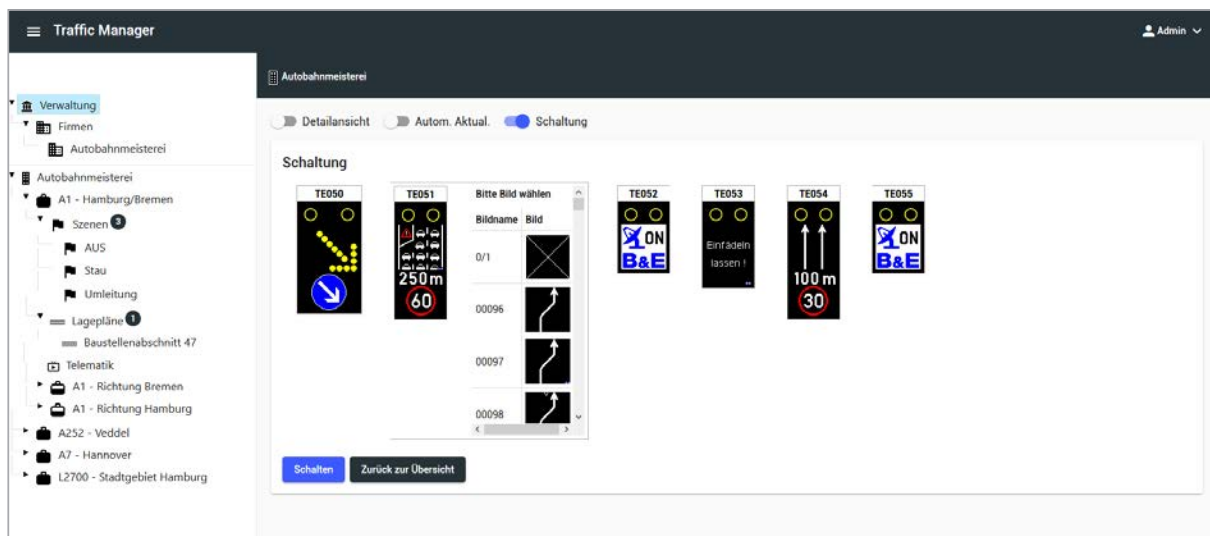 Traffic Manager
Admin
Autobahnmeisterei
Verwaltung
Firmen
Autobahnmeisterei
Autobahnmeisterei
A1 - Hamburg/Bremen
Szenen 3
AUS
Stau
Umleitung
Lagepläne 1
Baustellenabschnitt 47
Telematik
A1 - Richtung Bremen
A1 - Richtung Hamburg
A252 - Veddel
A7 - Hannover
L2700 - Stadtgebiet Hamburg
Detailansicht Autom. Aktual. Schaltung
Schaltung
TE050
TE051
250m
60
Bitte Bild wählen
Bildname Bild
0/1
00096
00097
00098
TE052
ON
B&E
TE053
Einfädeln
lassen !
TE054
100 m
30
TE055
ON
B&E
Schalten Zurück zur Übersicht